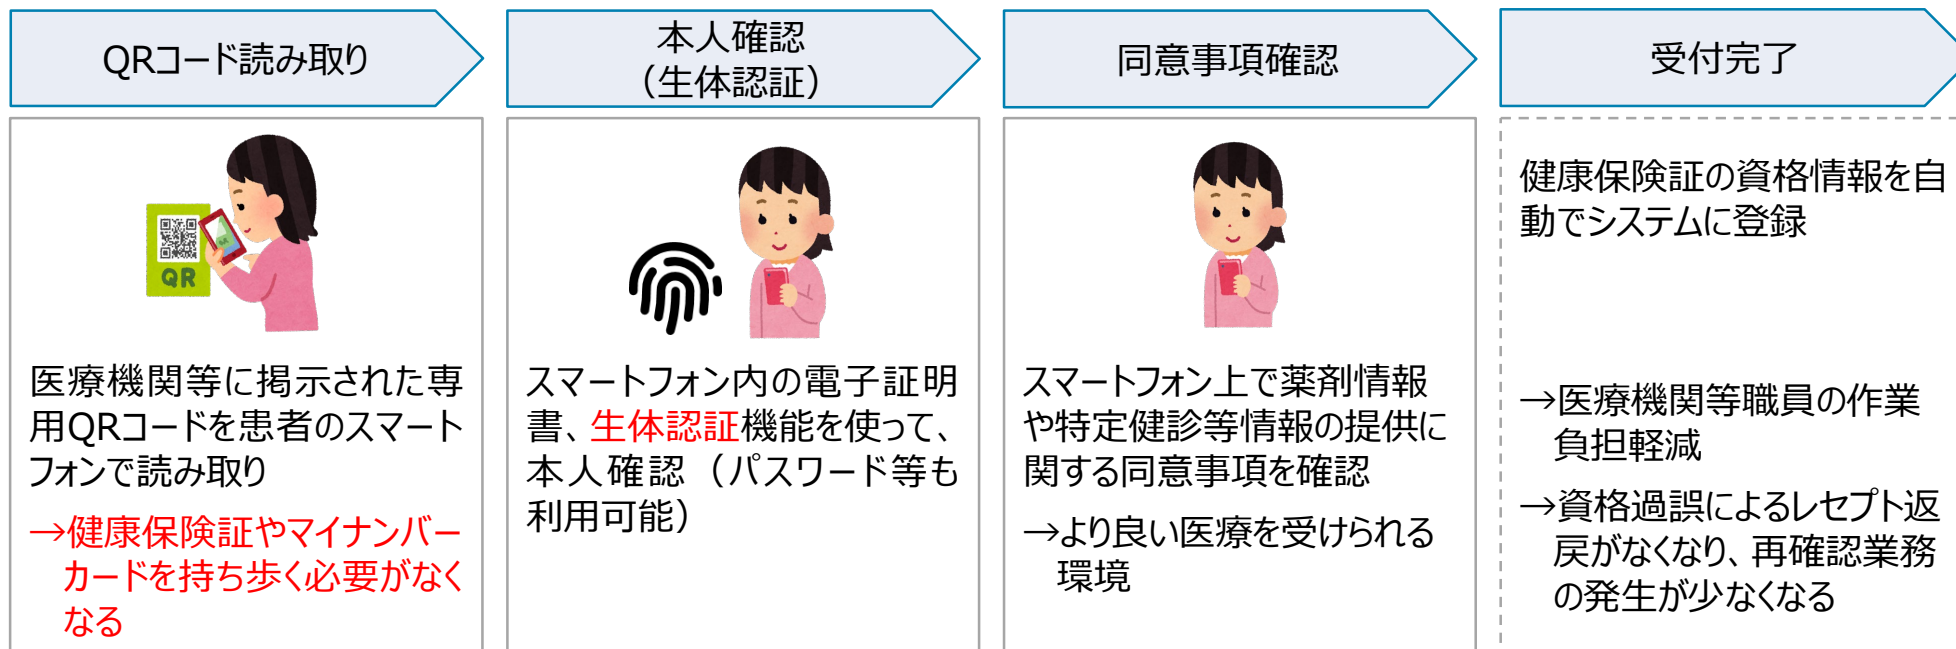 QRコード読み取り
本人確認
（生体認証）
同意事項確認
受付完了
QR
医療機関等に掲示された専
用QRコードを患者のスマート
フォンで読み取り
→健康保険証やマイナンバー
カードを持ち歩く必要がなく
なる
スマートフォン内の電子証明
書、生体認証機能を使って、
本人確認（パスワード等も
利用可能）
スマートフォン上で薬剤情報
や特定健診等情報の提供に
関する同意事項を確認
→より良い医療を受けられる
環境
健康保険証の資格情報を自
動でシステムに登録
→医療機関等職員の作業
負担軽減
→資格過誤によるレセプト返
戻がなくなり、再確認業務
の発生が少なくなる